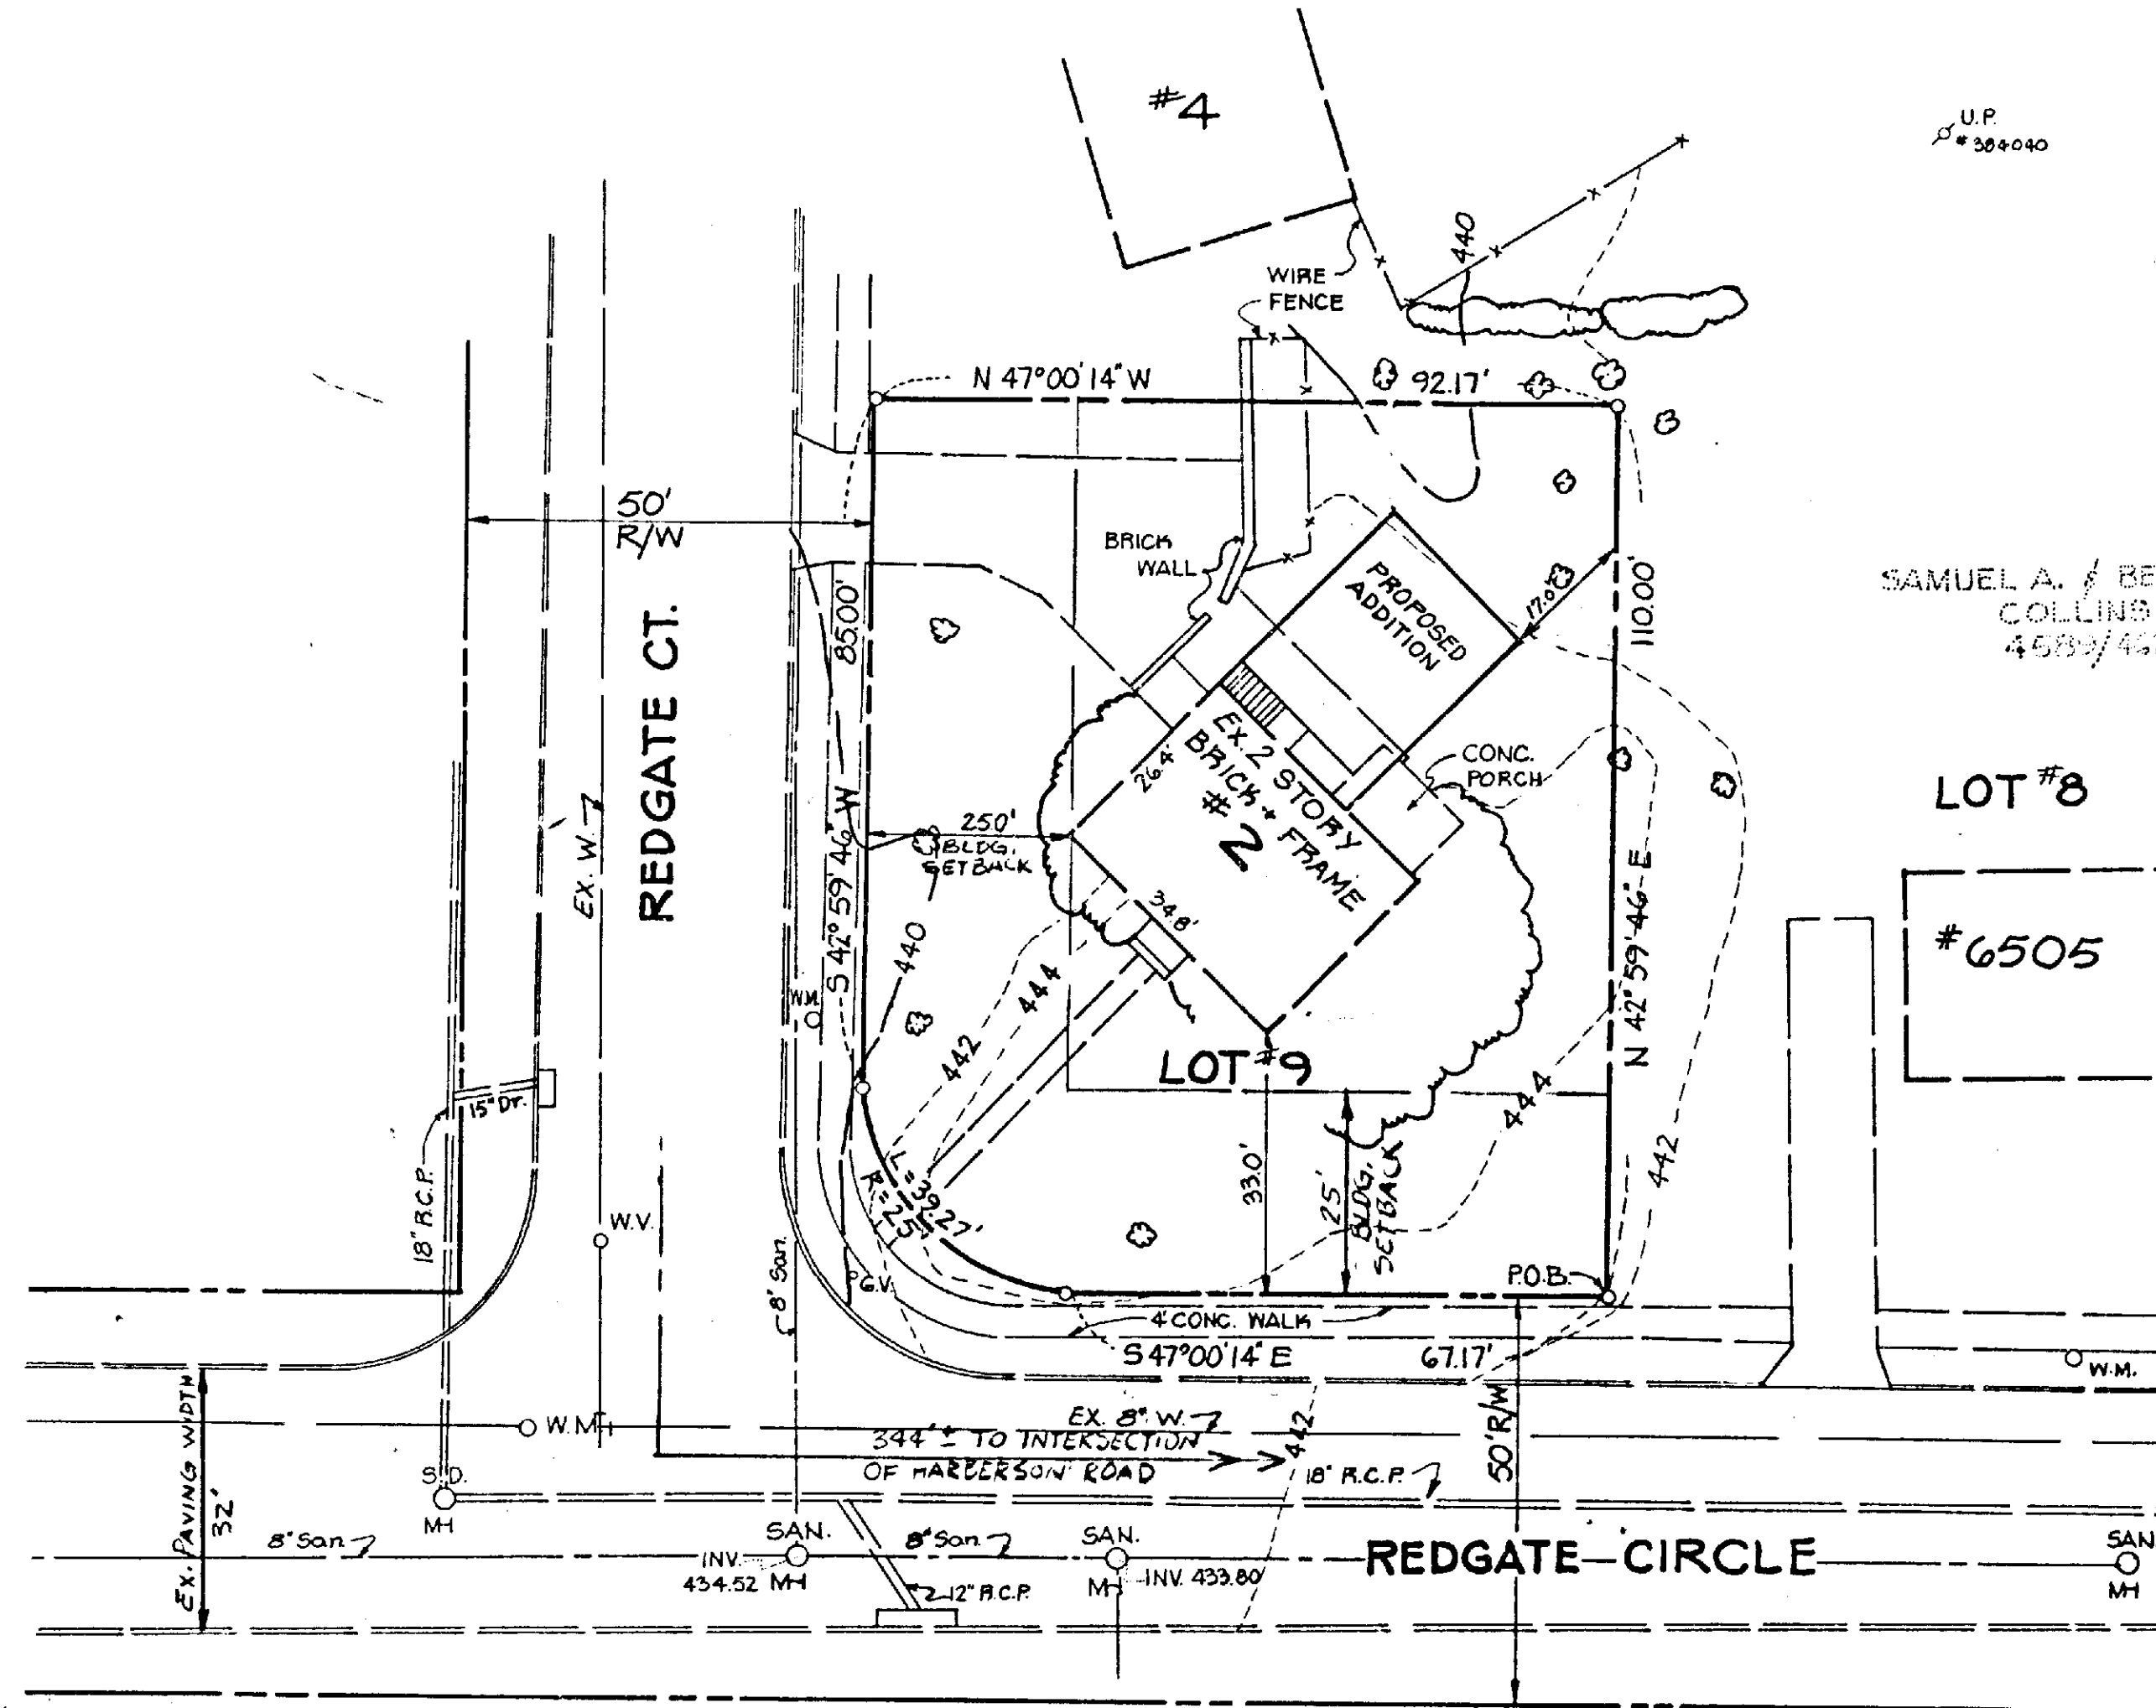 #4
U.P.
#384040
440
WIRE
FENCE
N 47°00'14" W
92.17'
50'
R/W
BRICK
WALL
PROPOSED
ADDITION
17.0'
110.00'
SAMUEL A. &
COLLINS
REDGATE CT.
85.00'
S 42° 59' 46" W
EX. W.
25.0'
BLDG.
SETBACK
26.4'
EX. 2 STORY
BRICK + FRAME
# 2
CONC.
PORCH
LOT #8
#6505
34.8'
440
442
444
W.M.
LOT #9
N 42° 59' 46" E
444
442
15" Dr.
18" R.C.P.
L=39.27'
R=25'
33.0'
25'
BLDG.
SETBACK
W.V.
8" San.
G.V.
P.O.B.
4' CONC. WALK
S 47°00'14" E
67.17'
W.M.
EX. PAVING WIDTH
32'
W.M.
EX. 8" W.
344' ± TO INTERSECTION
OF HARBERSON ROAD
442
18" R.C.P.
50' R/W
S.D.
MH
8" San.
SAN.
INV.
434.52
MH
8" San.
SAN.
MH
INV. 433.80
12" R.C.P.
REDGATE CIRCLE
SAN
MH